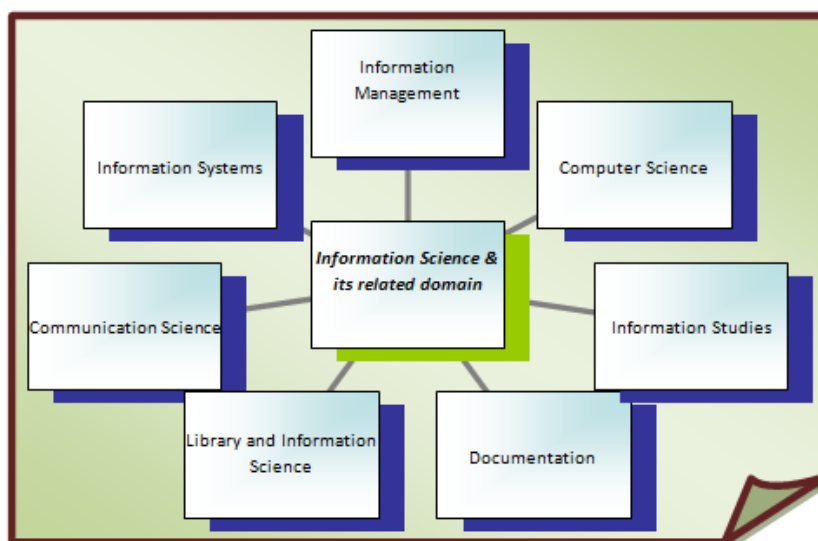 Information
Management
Information Systems
Computer Science
Information Science &
its related domain
Communication Science
Information Studies
Library and Information
Science
Documentation